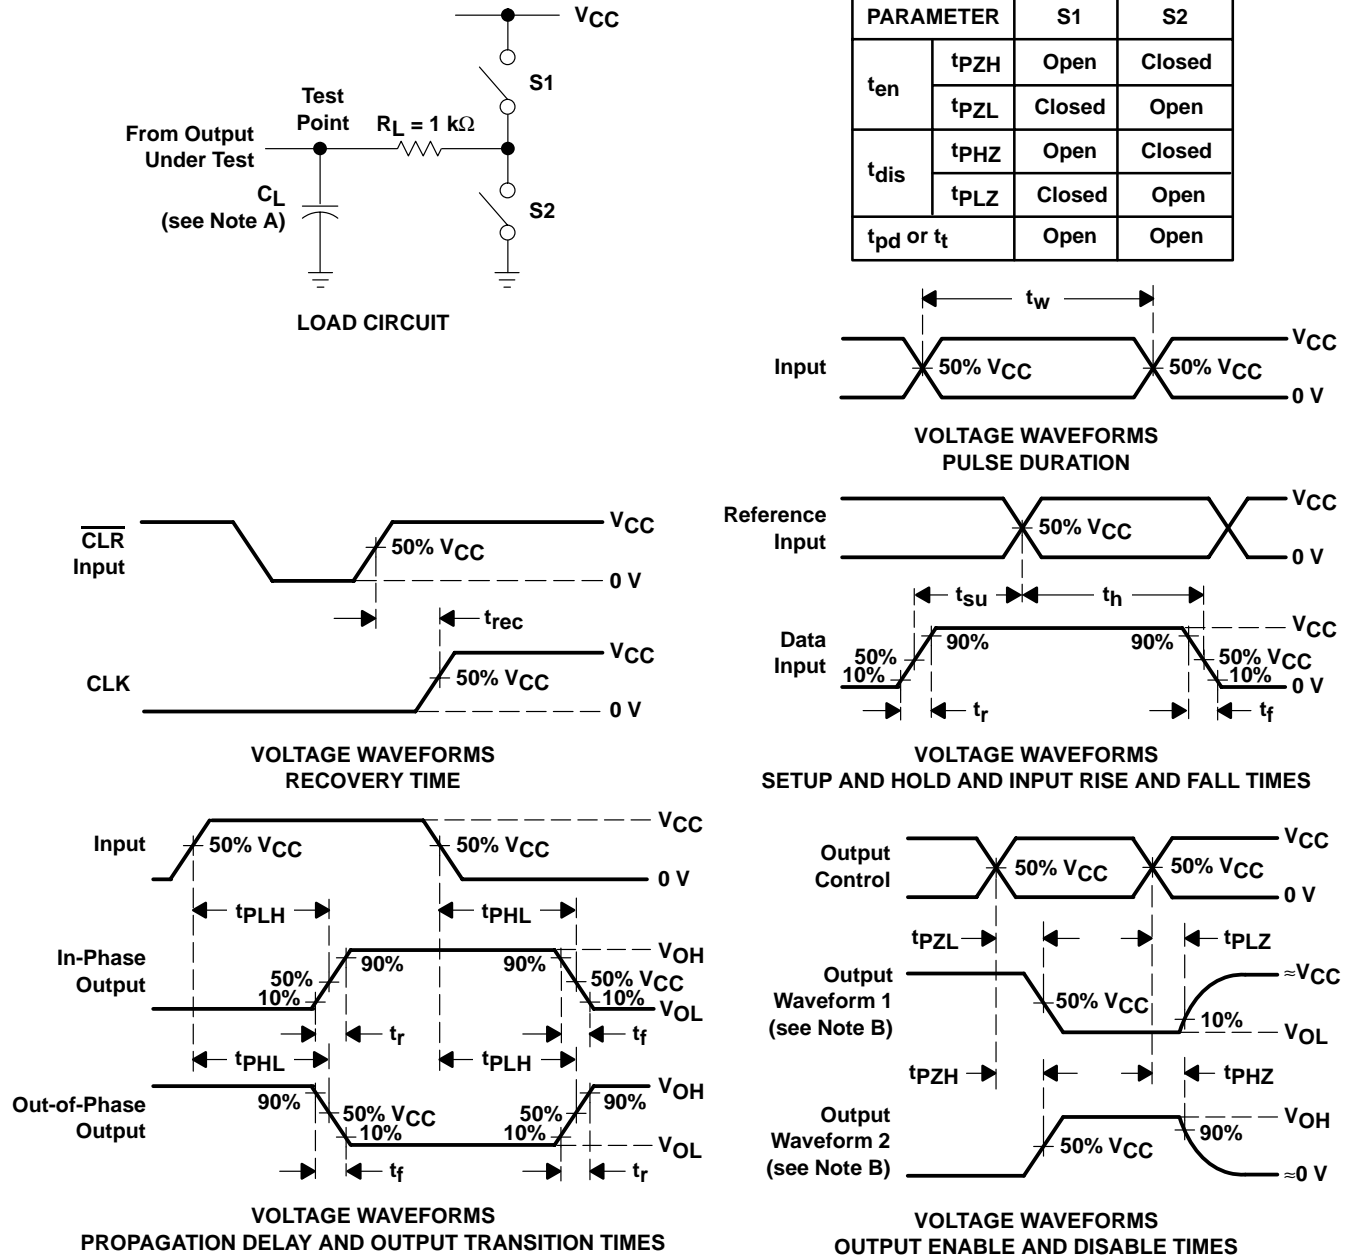 VCC
S1
Test
Point
RL = 1 kΩ
From Output
Under Test
CL
(see Note A)
S2
LOAD CIRCUIT
PARAMETER S1 S2
ten
tPZH Open Closed
tPZL Closed Open
tdis
tPHZ Open Closed
tPLZ Closed Open
tpd or tt Open Open
tw
VCC
Input
50% VCC
50% VCC
0 V
VOLTAGE WAVEFORMS
PULSE DURATION
CLR
Input
VCC
50% VCC
0 V
trec
VCC
CLK
50% VCC
0 V
VOLTAGE WAVEFORMS
RECOVERY TIME
Reference
Input
VCC
50% VCC
0 V
tsu
th
Data
Input
VCC
90%
90%
50%
50% VCC
10%
10%
0 V
tr
tf
VOLTAGE WAVEFORMS
SETUP AND HOLD AND INPUT RISE AND FALL TIMES
VCC
Input
50% VCC
50% VCC
0 V
tPLH
tPHL
In-Phase
Output
VOH
90%
90%
50%
50% VCC
10%
10%
VOL
tr
tf
tPHL
tPLH
Out-of-Phase
Output
VOH
90%
90%
50% VCC
50%
10%
10%
VOL
tf
tr
VOLTAGE WAVEFORMS
PROPAGATION DELAY AND OUTPUT TRANSITION TIMES
Output
Control
VCC
50% VCC
50% VCC
0 V
tPZL
tPLZ
Output
Waveform 1
(see Note B)
≈VCC
50% VCC
10%
VOL
tPZH
tPHZ
Output
Waveform 2
(see Note B)
VOH
50% VCC
90%
≈0 V
VOLTAGE WAVEFORMS
OUTPUT ENABLE AND DISABLE TIMES